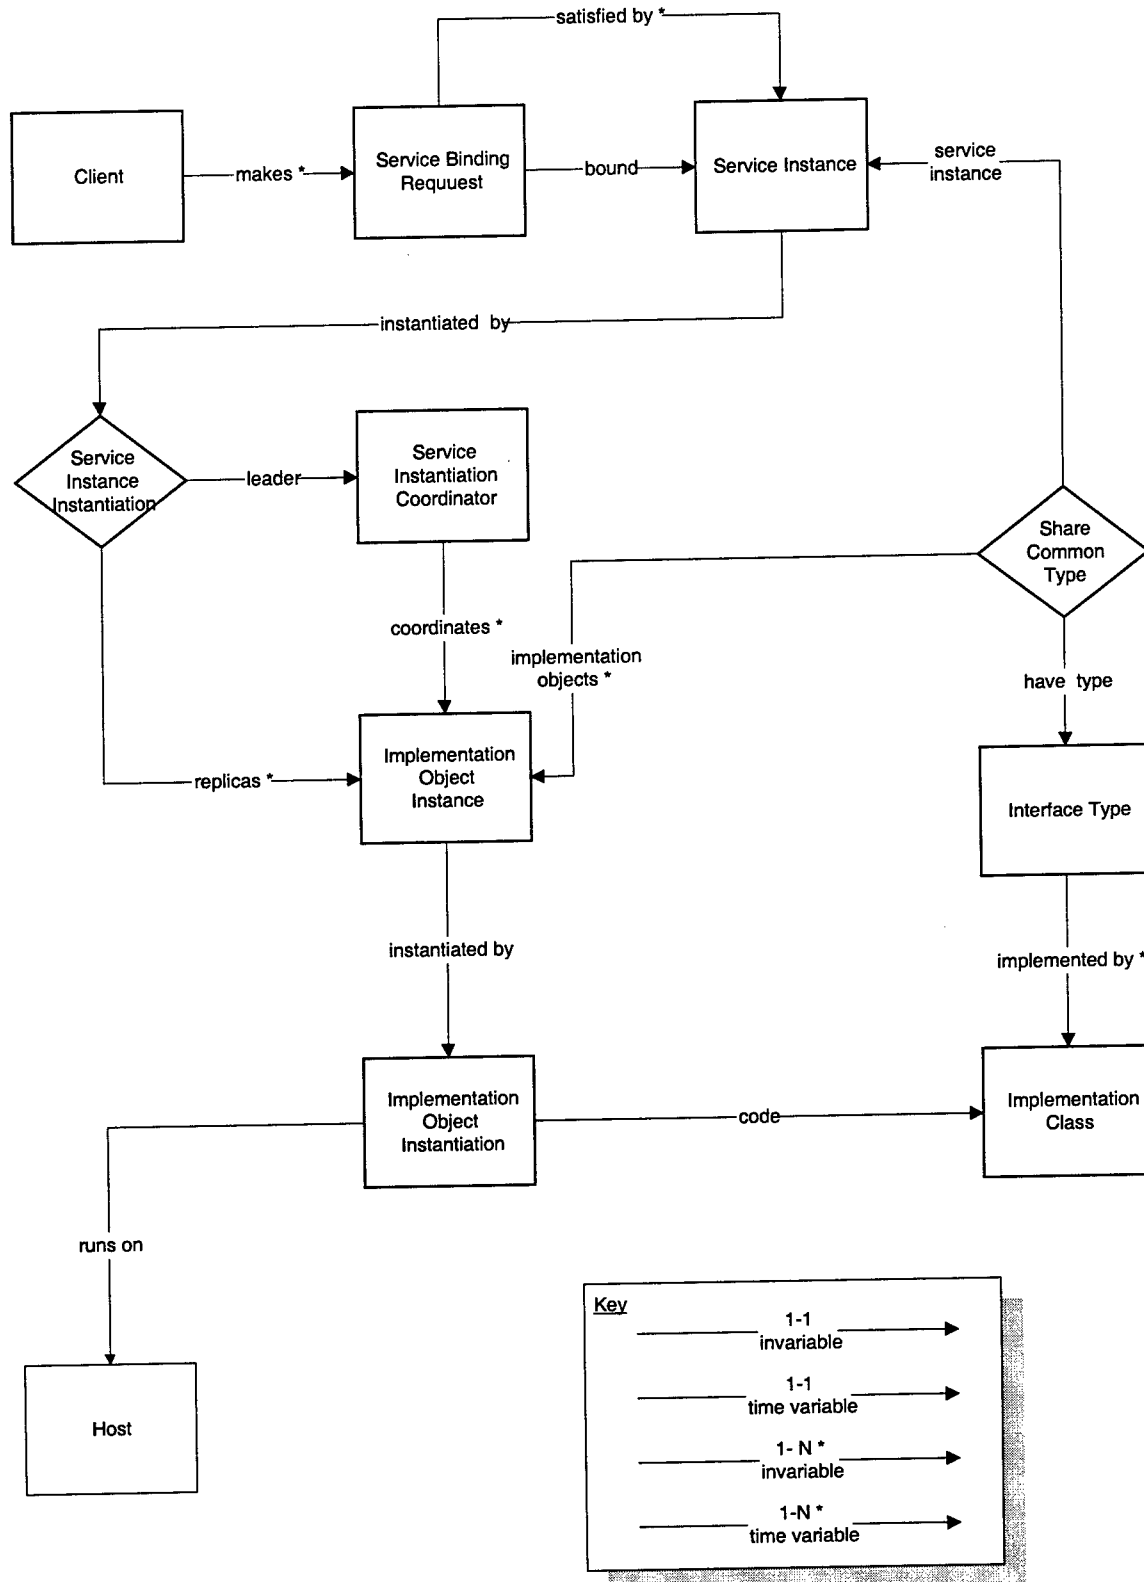 satisfied by *
Client
makes *
Service Binding
Requuest
bound
Service Instance
service
instance
instantiated by
Service
Instance
Instantiation
leader
Service
Instantiation
Coordinator
Share
Common
Type
coordinates *
implementation
objects *
have type
replicas *
Implementation
Object
Instance
Interface Type
instantiated by
implemented by *
Implementation
Object
Instantiation
code
Implementation
Class
runs on
Host
Key
1-1
invariable
1-1
time variable
1- N *
invariable
1-N *
time variable